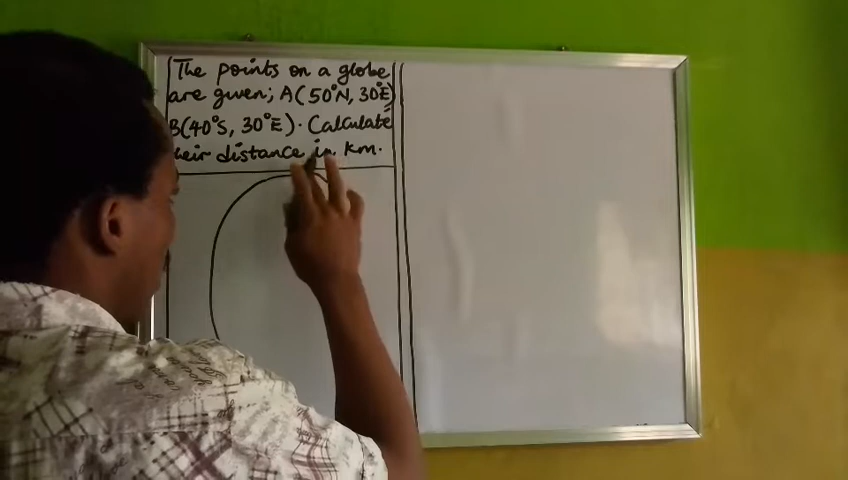 The points on a globe
are given; A(50°N, 30°E)
B(40°S, 30°E). Calculate
their distance in km.